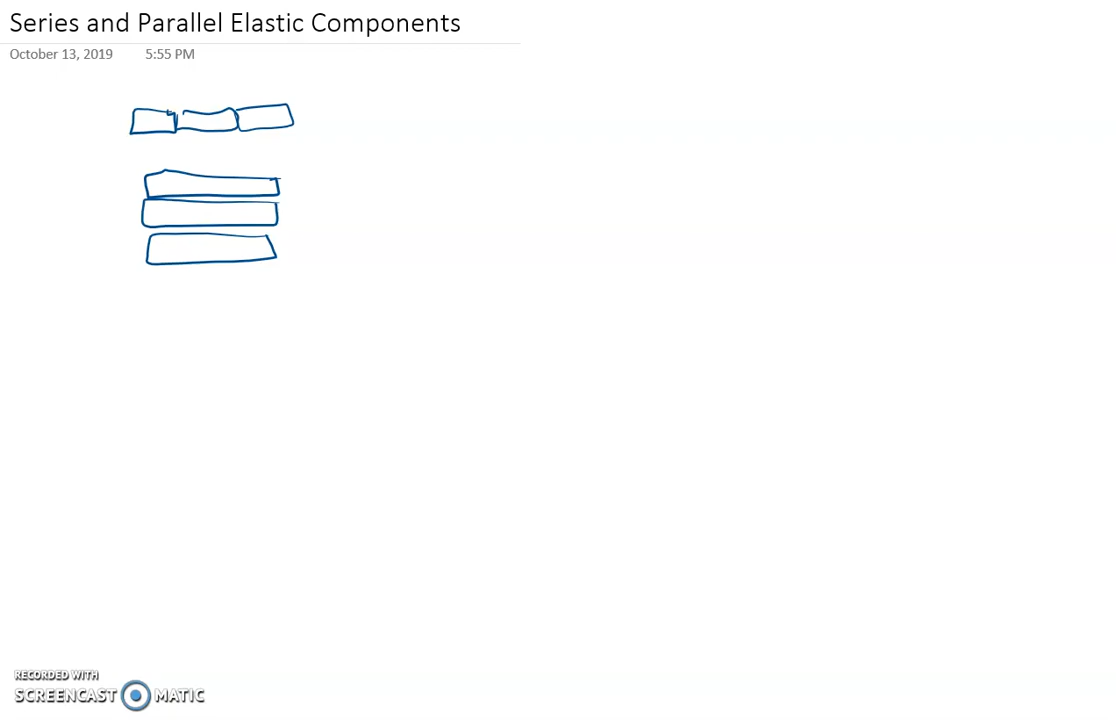 Series and Parallel Elastic Components
October 13, 2019 5:55 PM
RECORDED WITH
SCREENCAST MATIC